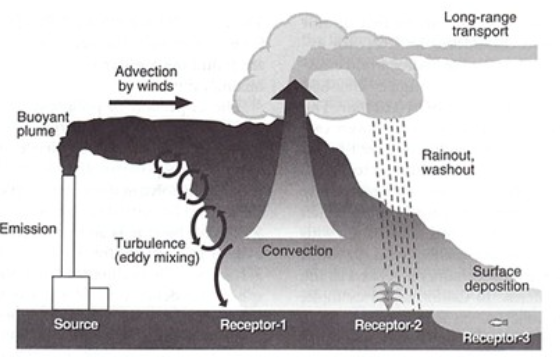 Long-range
transport
Advection
by winds
Buoyant
plume
Rainout,
washout
Emission
Turbulence
(eddy mixing)
Convection
Surface
deposition
Source
Receptor-1
Receptor-2
Receptor-3